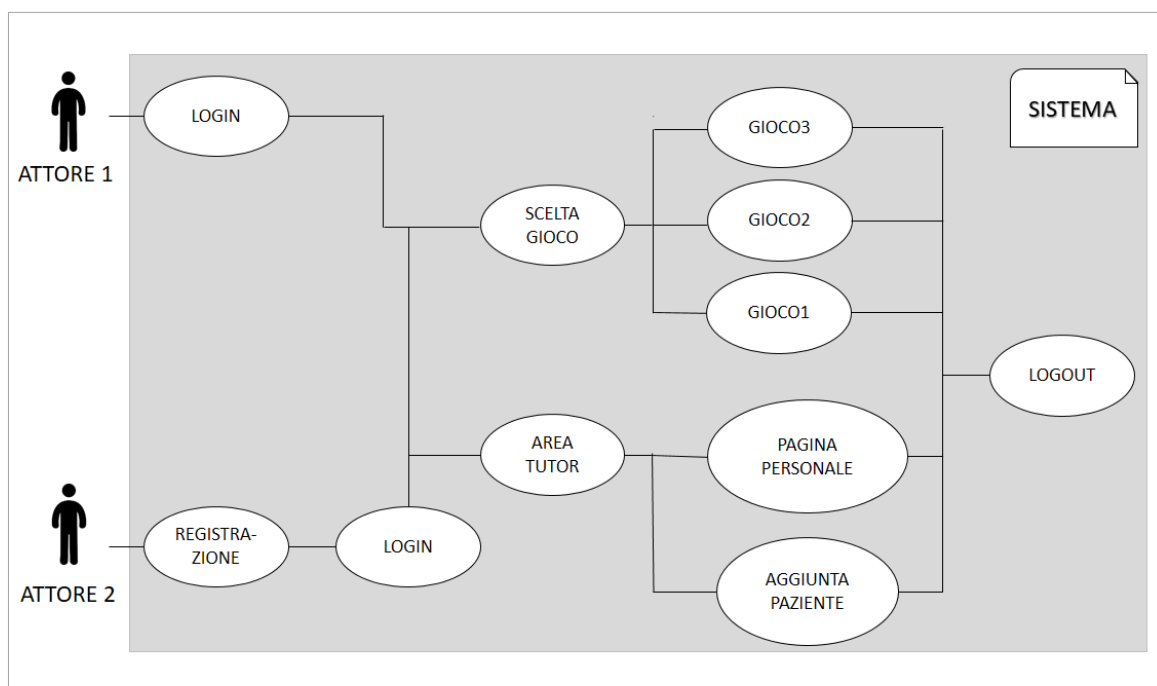 LOGIN
ATTORE 1
SCELTA
GIOCO
GIOCO3
GIOCO2
GIOCO1
SISTEMA
LOGOUT
AREA
TUTOR
PAGINA
PERSONALE
AGGIUNTA
PAZIENTE
REGISTRA-
ZIONE
LOGIN
ATTORE 2